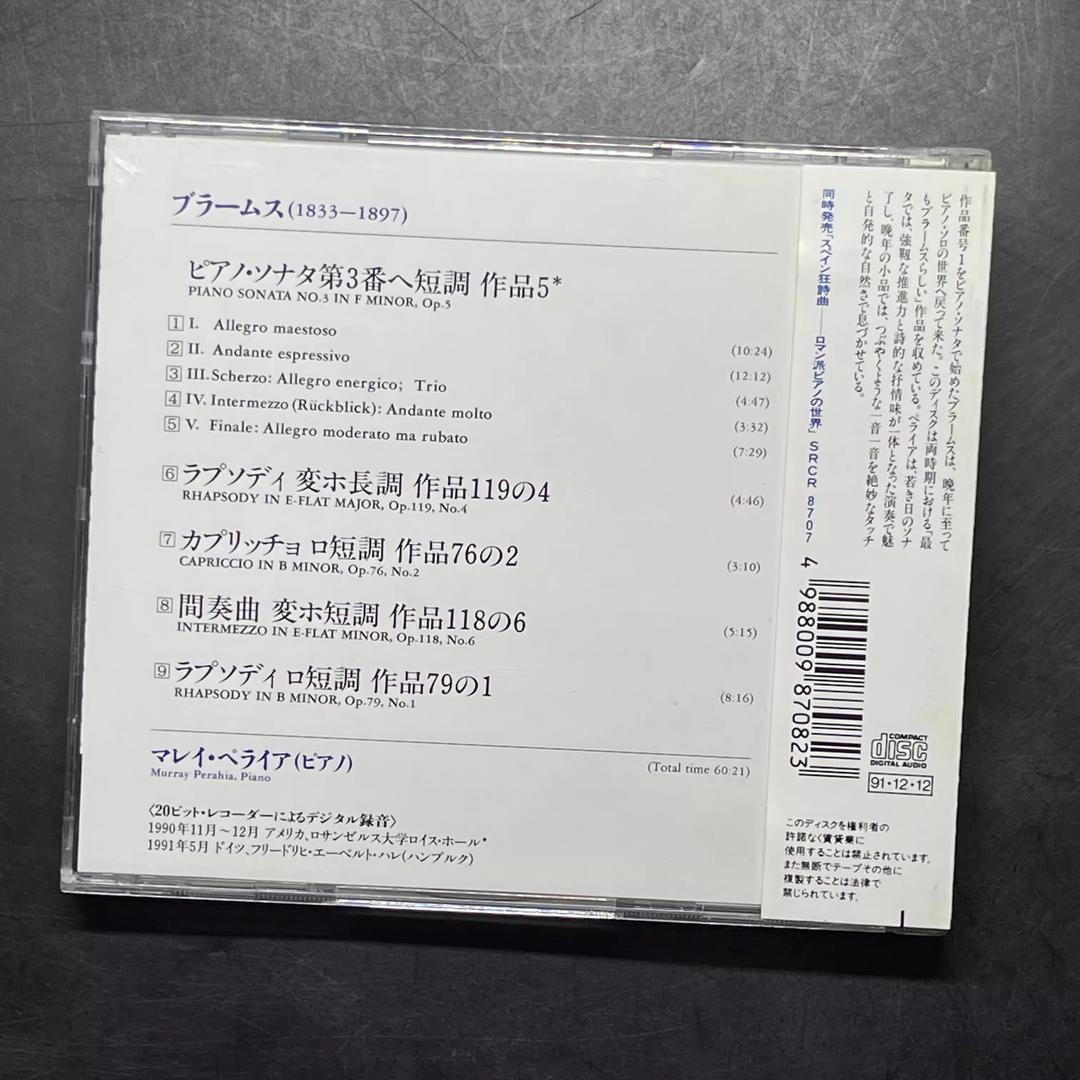 ブラームス(1833—1897)
ピアノ・ソナタ第3番ヘ短調 作品5*
PIANO SONATA NO.3 IN F MINOR, Op.5
1 I. Allegro maestoso (10:24)
2 II. Andante espressivo (12:12)
3 III. Scherzo: Allegro energico; Trio (4:47)
4 IV. Intermezzo (Rückblick): Andante molto (3:32)
5 V. Finale: Allegro moderato ma rubato (7:29)
6 ラプソディ 変ホ長調 作品119の4
RHAPSODY IN E-FLAT MAJOR, Op.119, No.4 (4:46)
7 カプリッチョ ロ短調 作品76の2
CAPRICCIO IN B MINOR, Op.76, No.2 (3:10)
8 間奏曲 変ホ短調 作品118の6
INTERMEZZO IN E-FLAT MINOR, Op.118, No.6 (5:15)
9 ラプソディ ロ短調 作品79の1
RHAPSODY IN B MINOR, Op.79, No.1 (8:16)
マレイ・ペライア(ピアノ)
Murray Perahia, Piano
(Total time 60:21)
〈20ビット・レコーダーによるデジタル録音〉
1990年11月〜12月 アメリカ、ロサンゼルス大学ロイス・ホール*
1991年5月 ドイツ、フリードリヒ・エーベルト・ハレ(ハンブルク)
作品番号1をピアノ・ソナタで始めたブラームスは、晩年に至って
ピアノ・ソロの世界へ戻って来た。このディスクは両時期における「最
もブラームスらしい」作品を収めている。ペライアは、若き日のソナ
タでは、強靭な推進力と詩的な抒情味が一体となった演奏で魅
了し、晩年の小品では、つぶやくような一音一音を絶妙なタッチ
と自発的な自然さで息づかせている。
同時発売「スペイン狂詩曲——ロマン派ピアノの世界」 SRCR 8707
4 988009 870823
COMPACT
disc
DIGITAL AUDIO
91・12・12
このディスクを権利者の
許諾なく賃貸業に
使用することは禁止されています。
また無断でテープその他に
複製することは法律で
禁じられています。